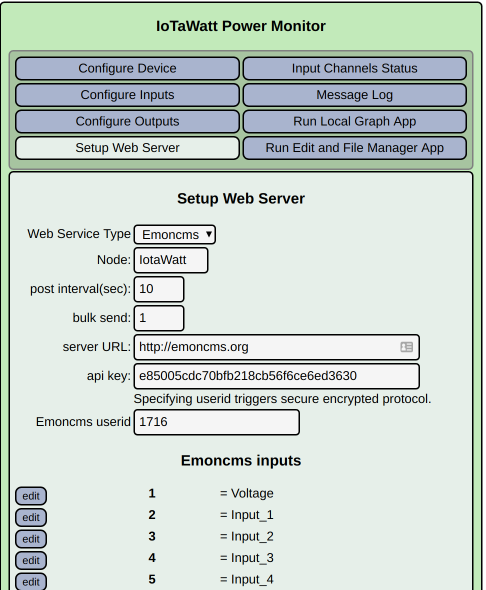 IoTaWatt Power Monitor
Configure Device Input Channels Status
Configure Inputs Message Log
Configure Outputs Run Local Graph App
Setup Web Server Run Edit and File Manager App
Setup Web Server
Web Service Type Emoncms
Node: IotaWatt
post interval(sec): 10
bulk send: 1
server URL: http://emoncms.org
api key: e85005cdc70bfb218cb56f6ce6ed3630
Specifying userid triggers secure encrypted protocol.
Emoncms userid 1716
Emoncms inputs
edit 1 = Voltage
edit 2 = Input_1
edit 3 = Input_2
edit 4 = Input_3
edit 5 = Input_4